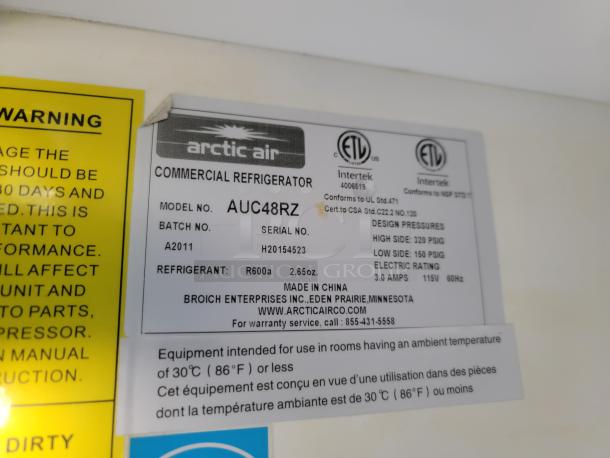 WARNING
AGE THE
SHOULD BE
30 DAYS AND
ED.THIS IS
TANT TO
FORMANCE.
ILL AFFECT
UNIT AND
TO PARTS,
PRESSOR.
N MANUAL
RUCTION.
DIRTY
arctic air
COMMERCIAL REFRIGERATOR
MODEL NO. AUC48RZ
BATCH NO. SERIAL NO.
A2011 H20154523
REFRIGERANT: R600a 2.65oz.
C ETL US
Intertek
4006515
Conforms to UL Std.471
Cert.to CSA Std.C22.2 NO.120
ETL
Intertek
Conforms to NSF STD.7
DESIGN PRESSURES
HIGH SIDE: 320 PSIG
LOW SIDE: 150 PSIG
ELECTRIC RATING
3.0 AMPS 115V 60Hz
MADE IN CHINA
BROICH ENTERPRISES INC.,EDEN PRAIRIE,MINNESOTA
WWW.ARCTICAIRCO.COM
For warranty service, call : 855-431-5558
Equipment intended for use in rooms having an ambient temperature
of 30°C ( 86°F ) or less
Cet équipement est conçu en vue d'une utilisation dans des pièces
dont la température ambiante est de 30°C ( 86°F ) ou moins